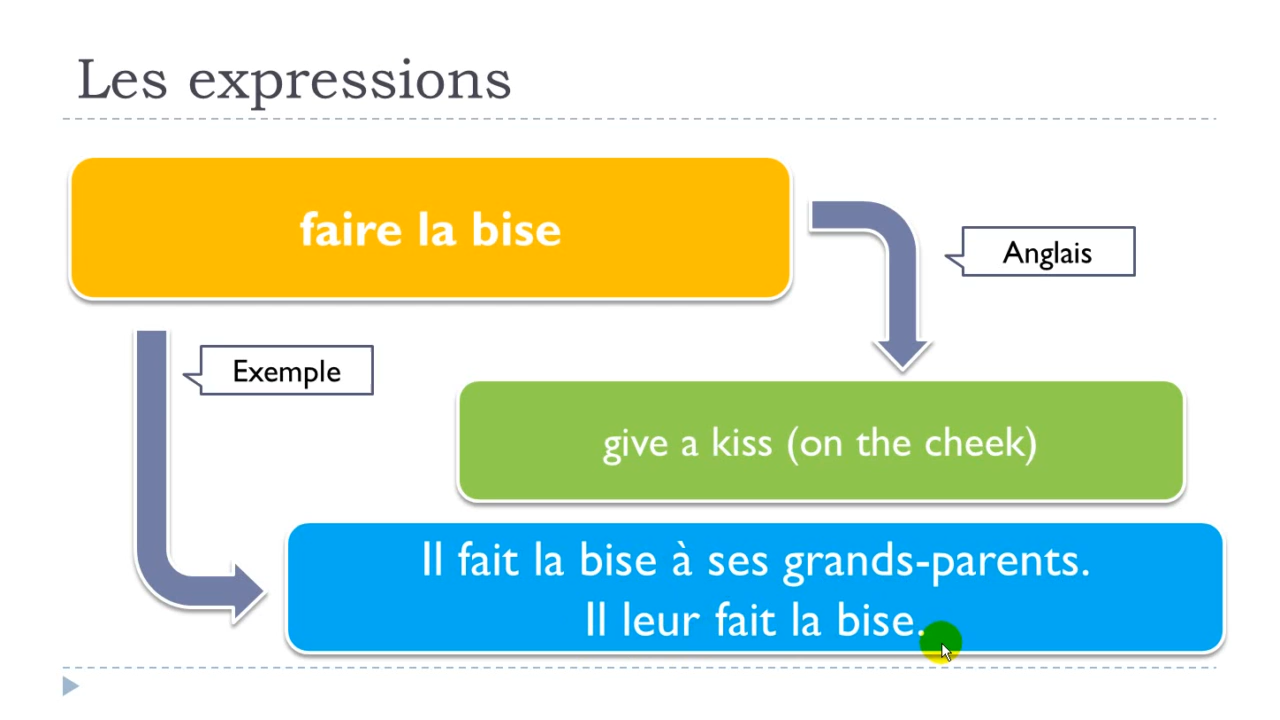 Les expressions
faire la bise
Anglais
Exemple
give a kiss (on the cheek)
Il fait la bise à ses grands-parents.
Il leur fait la bise.